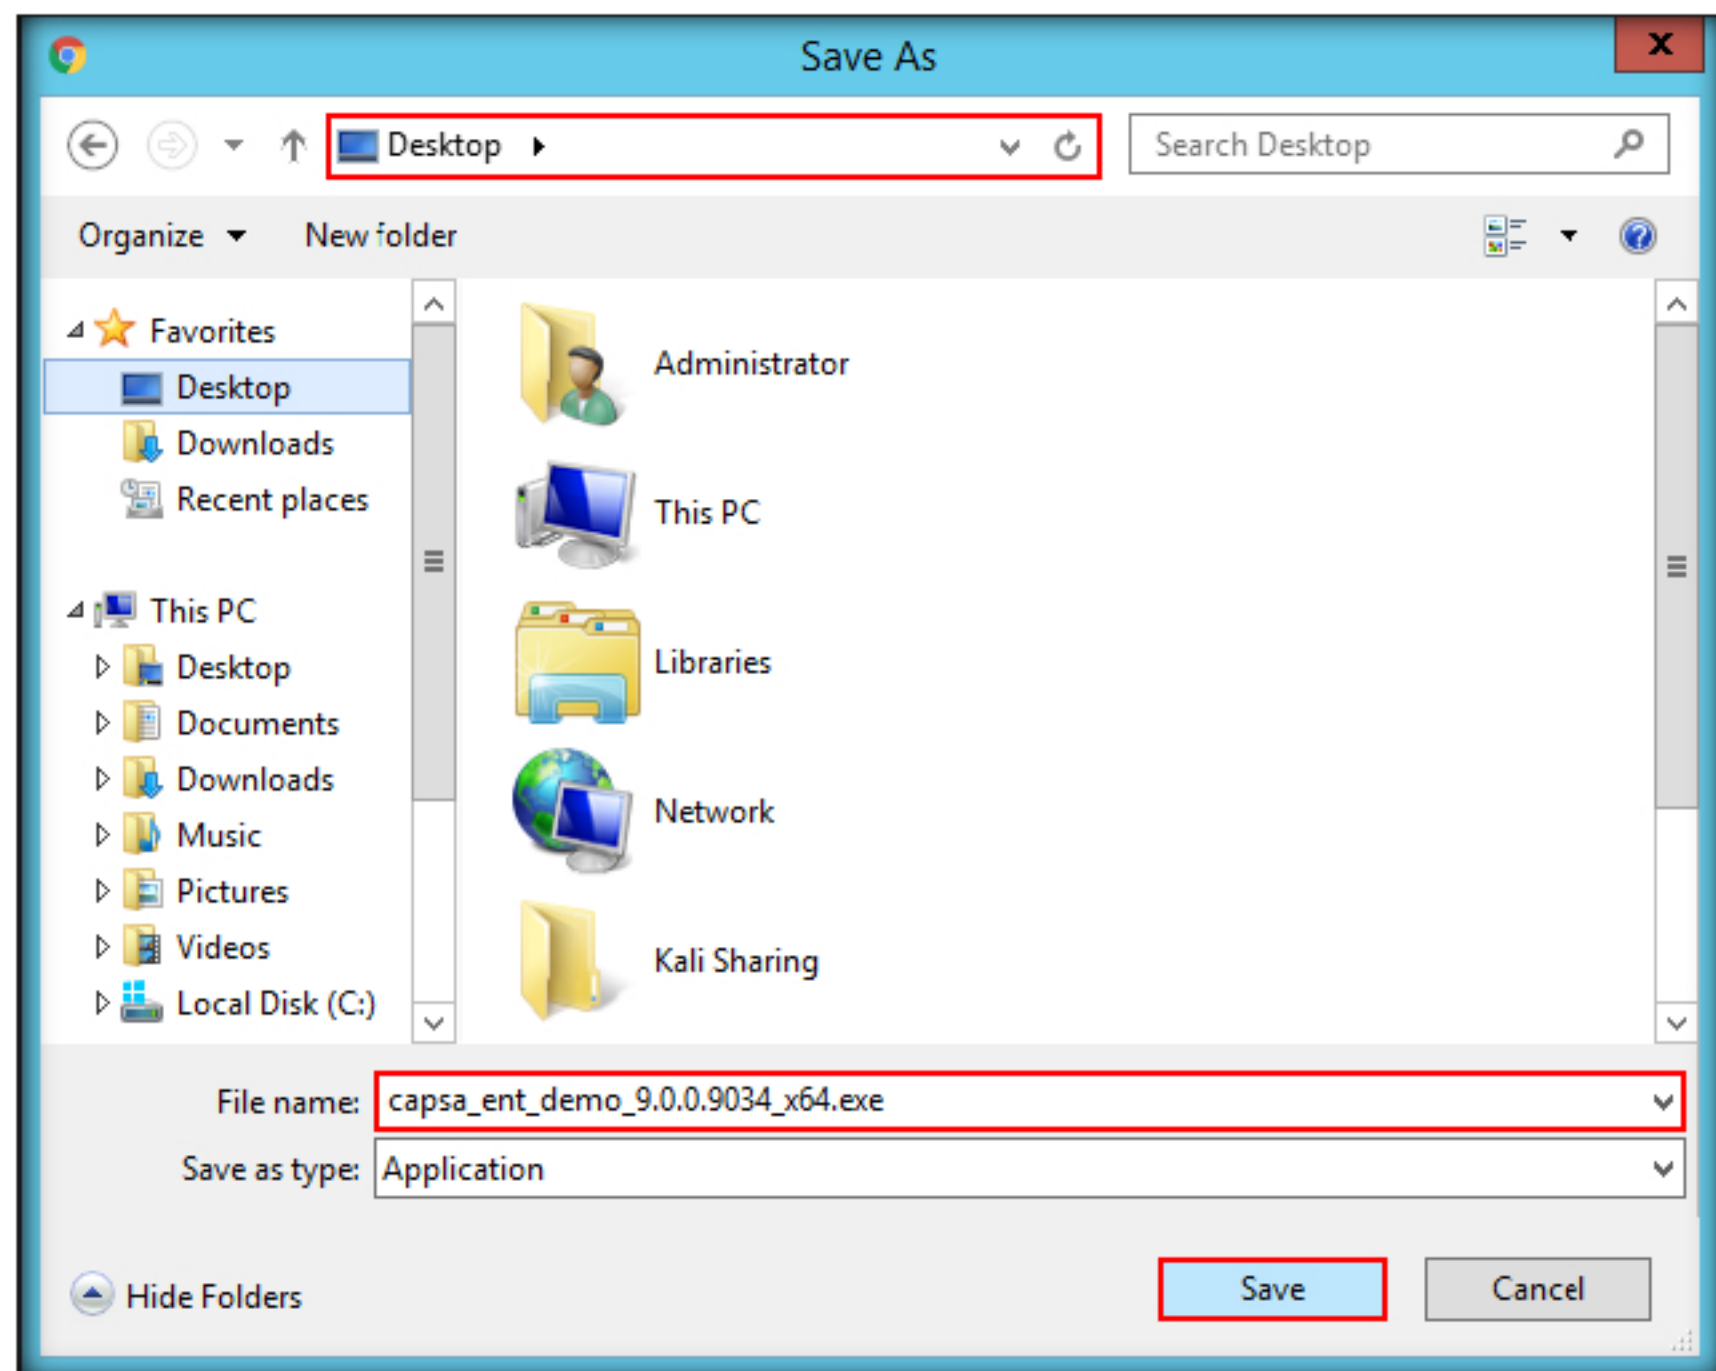 Save As
x
Desktop
Search Desktop
Organize
New folder
Favorites
Desktop
Downloads
Recent places
This PC
Desktop
Documents
Downloads
Music
Pictures
Videos
Local Disk (C:)
Administrator
This PC
Libraries
Network
Kali Sharing
File name: capsa_ent_demo_9.0.0.9034_x64.exe
Save as type: Application
Hide Folders
Save
Cancel